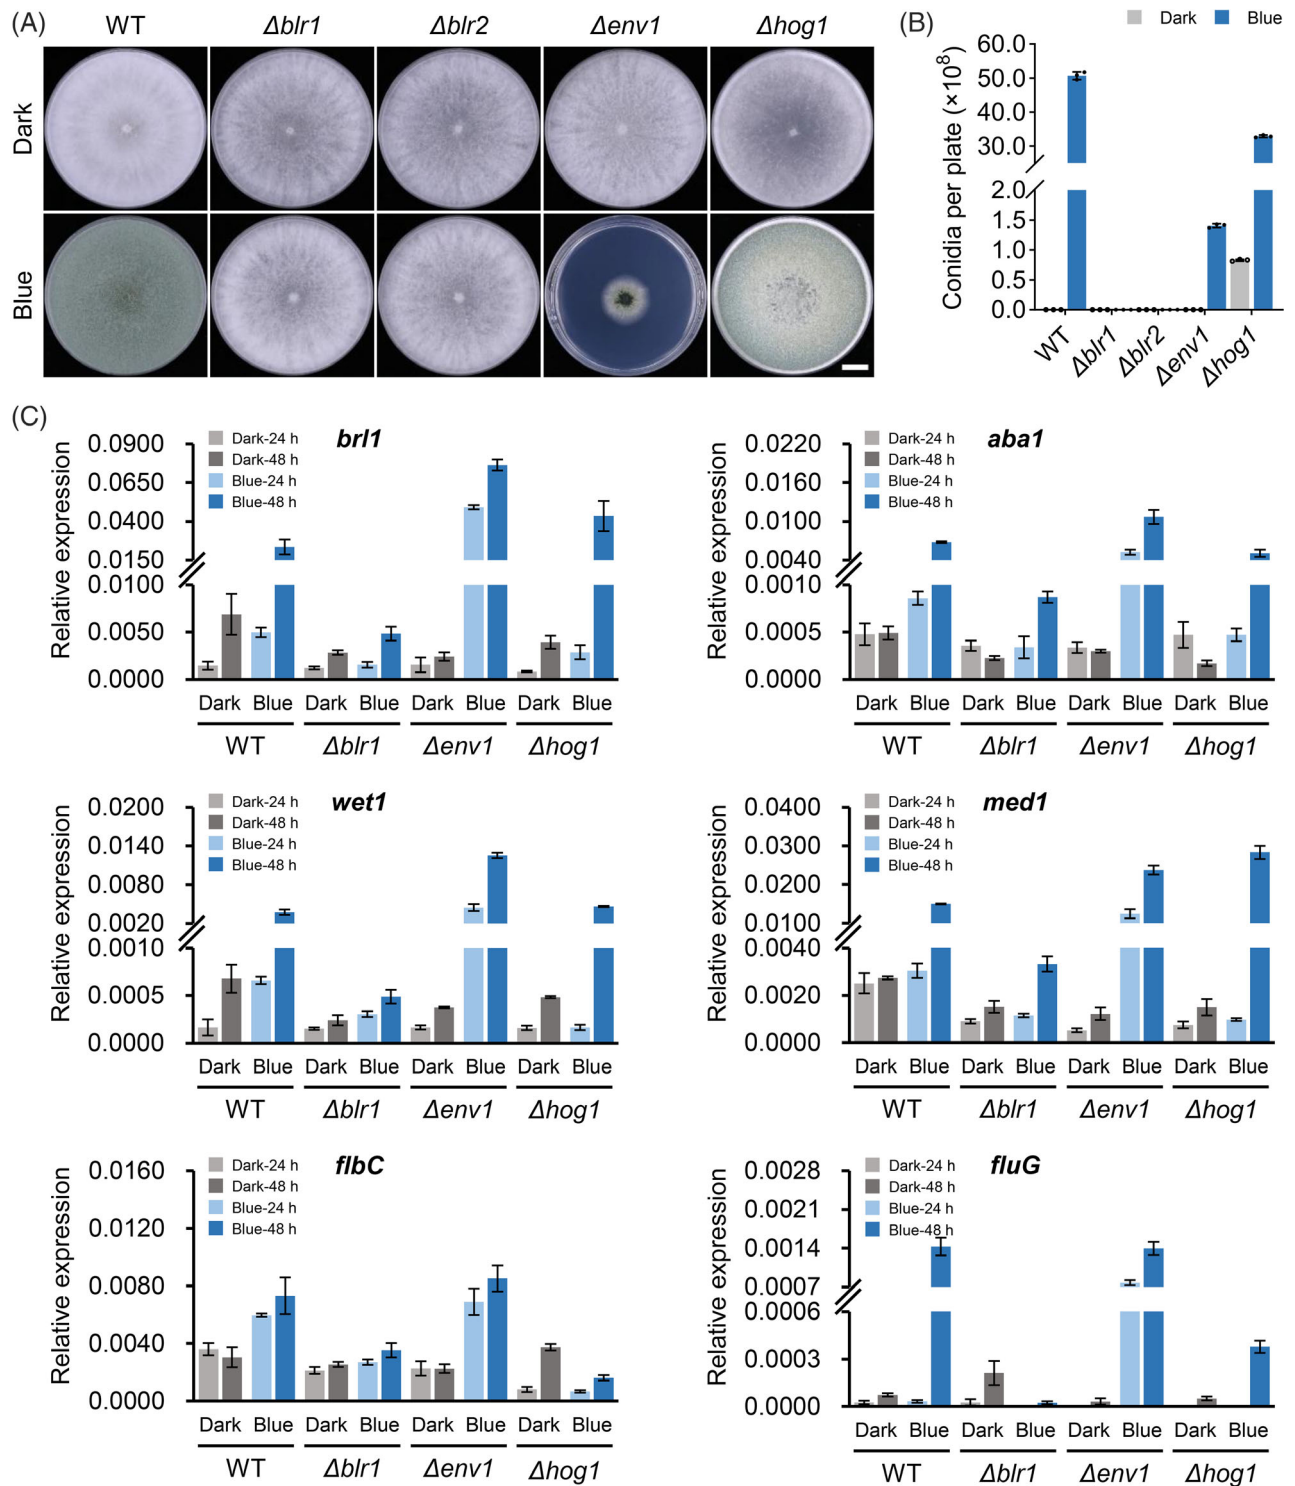 (A) WT Δblr1 Δblr2 Δenv1 Δhog1
Dark
Blue
(B) Dark Blue
Conidia per plate (×10⁸)
60.0
50.0
40.0
30.0
2.0
1.5
1.0
0.5
0.0
WT Δblr1 Δblr2 Δenv1 Δhog1
(C)
brl1
Dark-24 h
Dark-48 h
Blue-24 h
Blue-48 h
Relative expression
0.0900
0.0650
0.0400
0.0150
0.0100
0.0050
0.0000
Dark Blue Dark Blue Dark Blue Dark Blue
WT Δblr1 Δenv1 Δhog1
aba1
Dark-24 h
Dark-48 h
Blue-24 h
Blue-48 h
Relative expression
0.0220
0.0160
0.0100
0.0040
0.0010
0.0005
0.0000
Dark Blue Dark Blue Dark Blue Dark Blue
WT Δblr1 Δenv1 Δhog1
wet1
Dark-24 h
Dark-48 h
Blue-24 h
Blue-48 h
Relative expression
0.0200
0.0140
0.0080
0.0020
0.0010
0.0005
0.0000
Dark Blue Dark Blue Dark Blue Dark Blue
WT Δblr1 Δenv1 Δhog1
med1
Dark-24 h
Dark-48 h
Blue-24 h
Blue-48 h
Relative expression
0.0400
0.0300
0.0200
0.0100
0.0040
0.0020
0.0000
Dark Blue Dark Blue Dark Blue Dark Blue
WT Δblr1 Δenv1 Δhog1
flbC
Dark-24 h
Dark-48 h
Blue-24 h
Blue-48 h
Relative expression
0.0160
0.0120
0.0080
0.0040
0.0000
Dark Blue Dark Blue Dark Blue Dark Blue
WT Δblr1 Δenv1 Δhog1
fluG
Dark-24 h
Dark-48 h
Blue-24 h
Blue-48 h
Relative expression
0.0028
0.0021
0.0014
0.0007
0.0006
0.0003
0.0000
Dark Blue Dark Blue Dark Blue Dark Blue
WT Δblr1 Δenv1 Δhog1